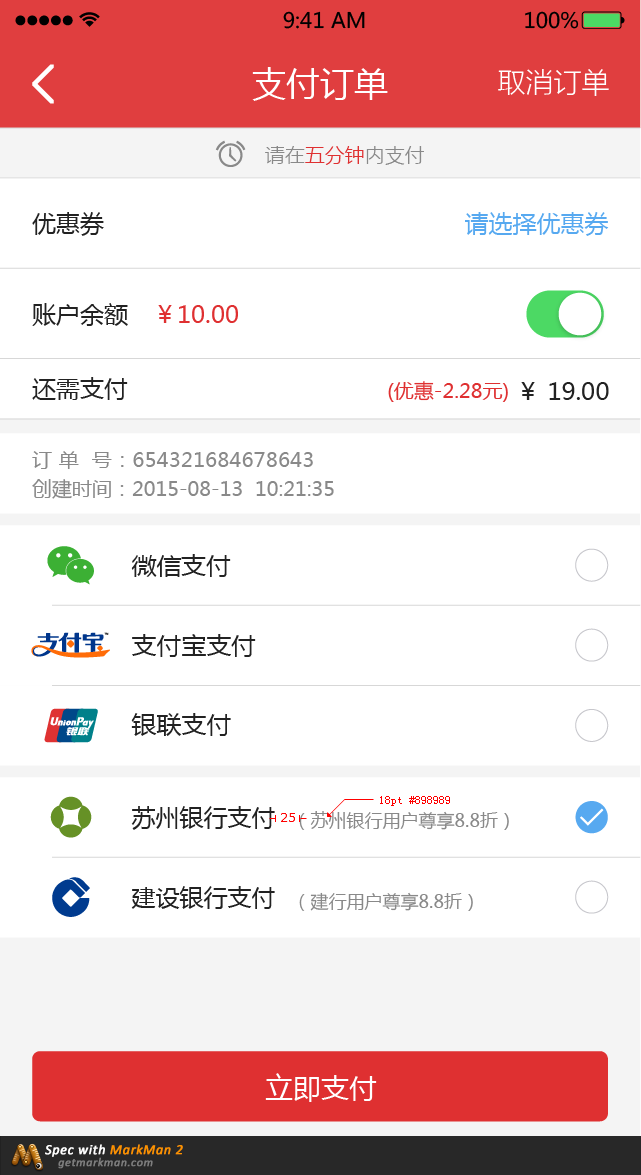 9:41 AM 100%
支付订单 取消订单
请在五分钟内支付
优惠券 请选择优惠券
账户余额 ¥ 10.00
还需支付 (优惠-2.28元) ¥ 19.00
订 单 号：654321684678643
创建时间：2015-08-13 10:21:35
微信支付
支付宝 支付宝支付
UnionPay 银联 银联支付
18pt #898989
苏州银行支付 25 （苏州银行用户尊享8.8折）
建设银行支付 （建行用户尊享8.8折）
立即支付
Spec with MarkMan 2
getmarkman.com